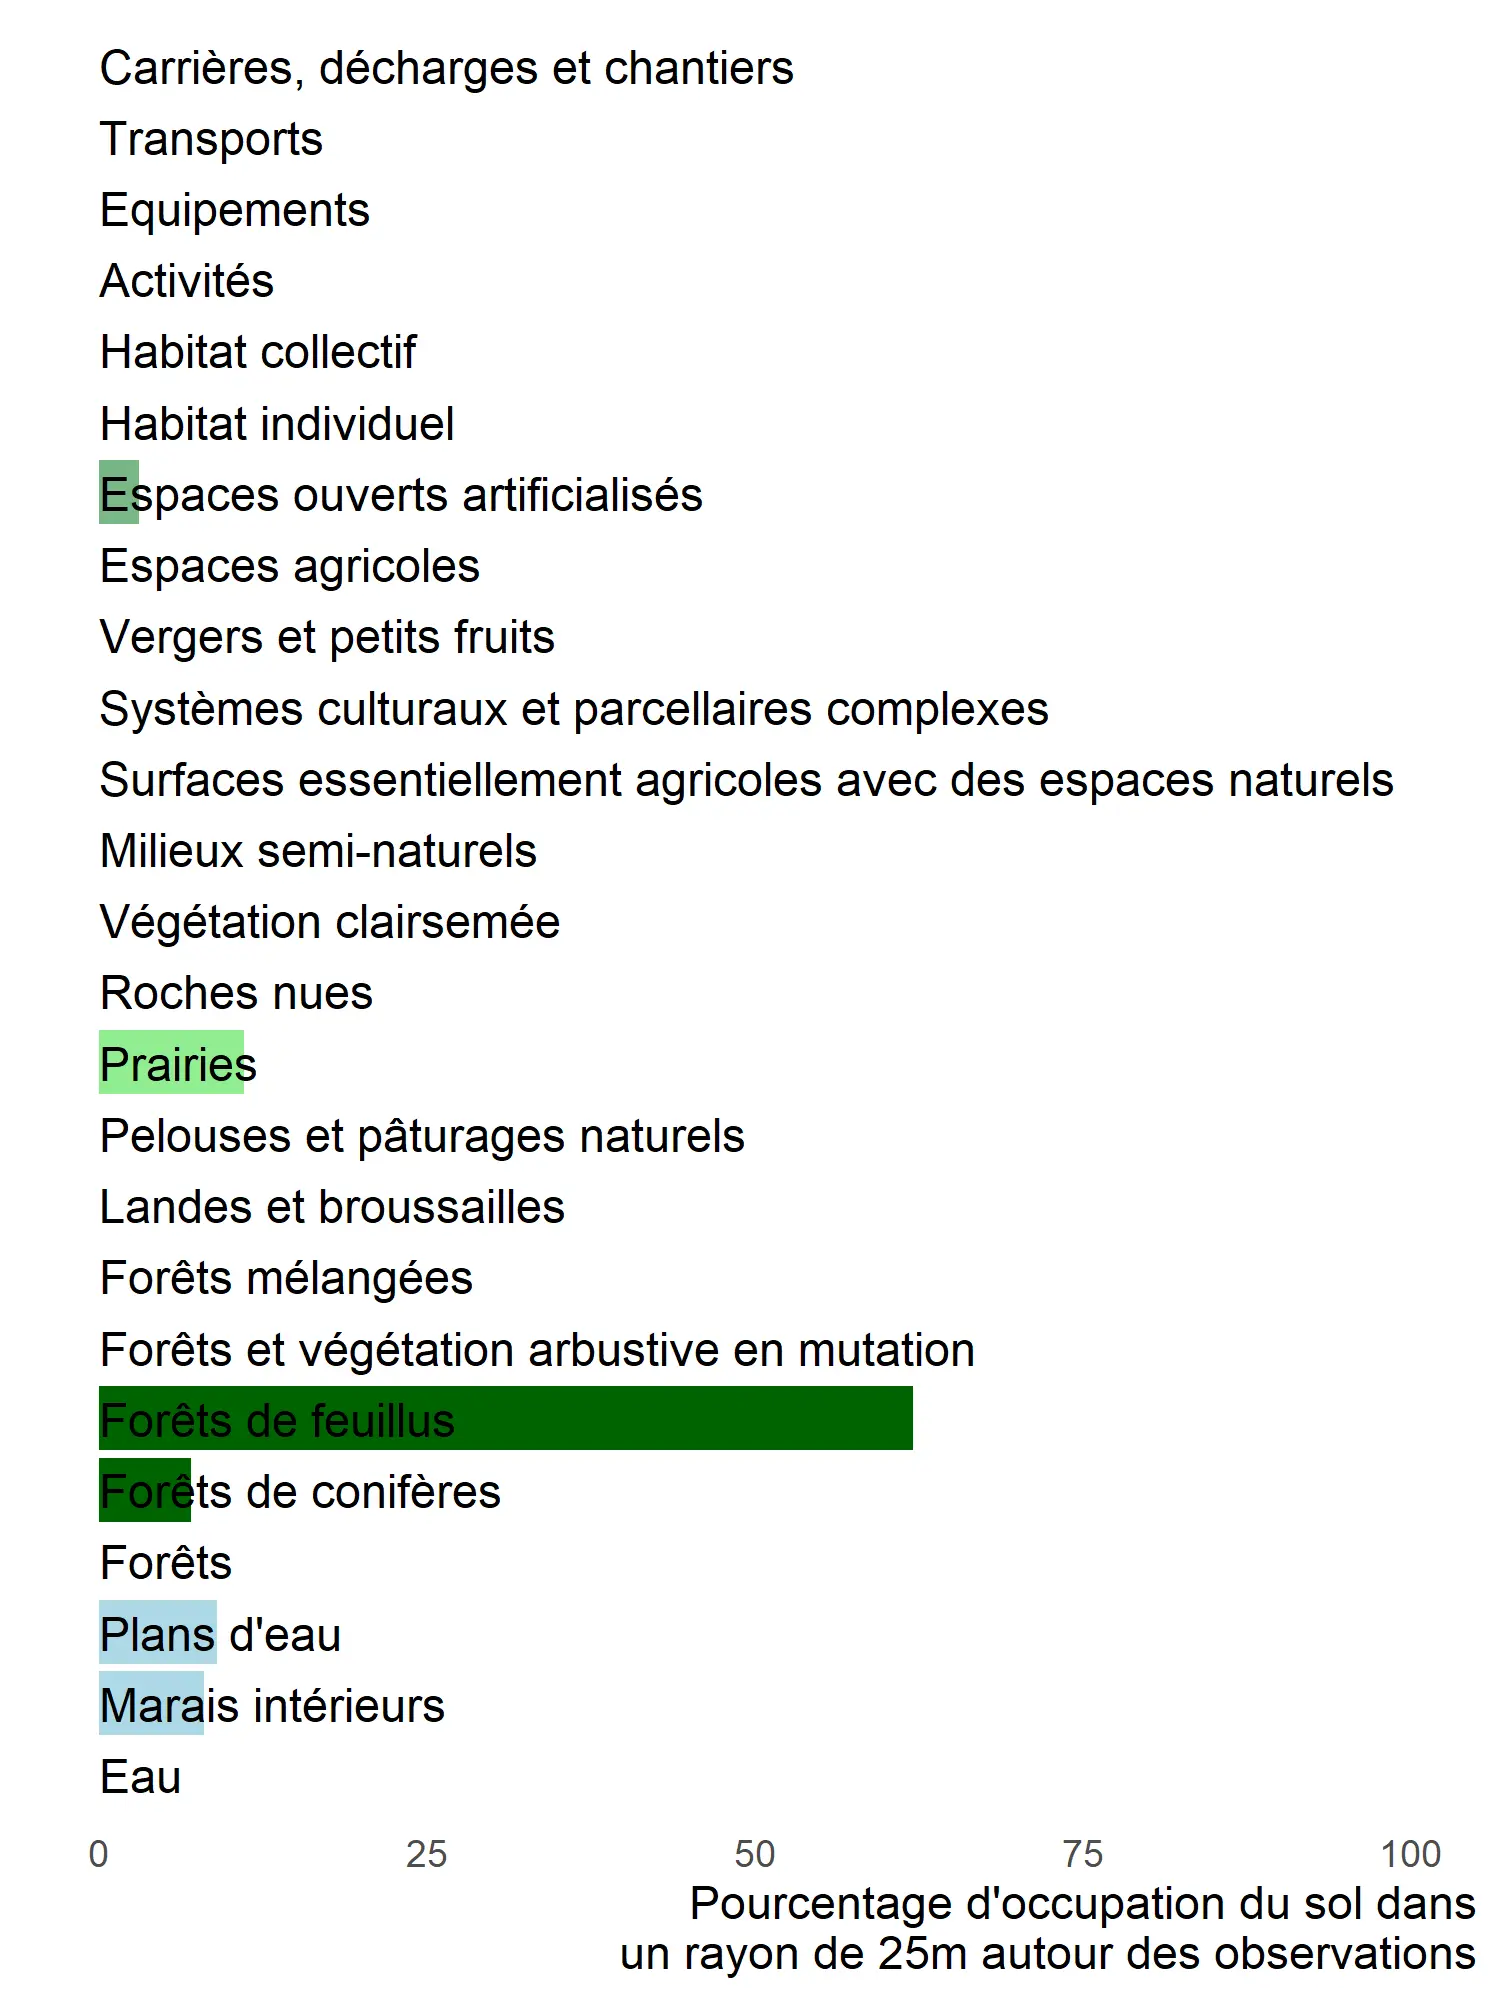 Carrières, décharges et chantiers
Transports
Equipements
Activités
Habitat collectif
Habitat individuel
Espaces ouverts artificialisés
Espaces agricoles
Vergers et petits fruits
Systèmes culturaux et parcellaires complexes
Surfaces essentiellement agricoles avec des espaces naturels
Milieux semi-naturels
Végétation clairsemée
Roches nues
Prairies
Pelouses et pâturages naturels
Landes et broussailles
Forêts mélangées
Forêts et végétation arbustive en mutation
Forêts de feuillus
Forêts de conifères
Forêts
Plans d'eau
Marais intérieurs
Eau
0 25 50 75 100
Pourcentage d'occupation du sol dans
un rayon de 25m autour des observations